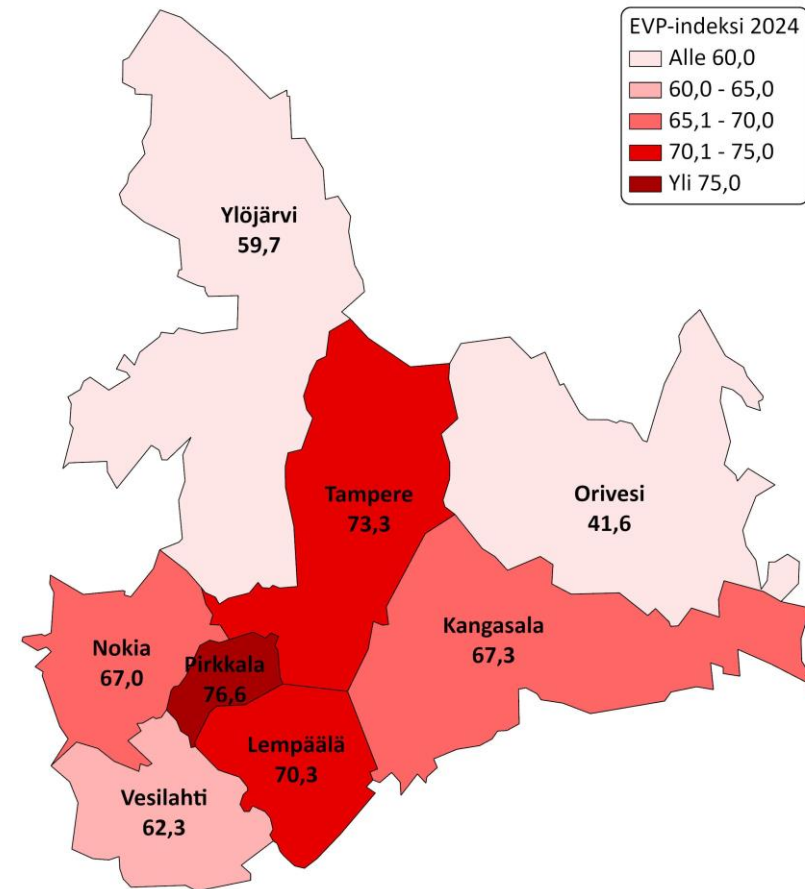 EVP-indeksi 2024
Alle 60,0
60,0 - 65,0
65,1 - 70,0
70,1 - 75,0
Yli 75,0
Ylöjärvi
59,7
Tampere
73,3
Orivesi
41,6
Kangasala
67,3
Nokia
67,0
Pirkkala
76,6
Lempäälä
70,3
Vesilahti
62,3